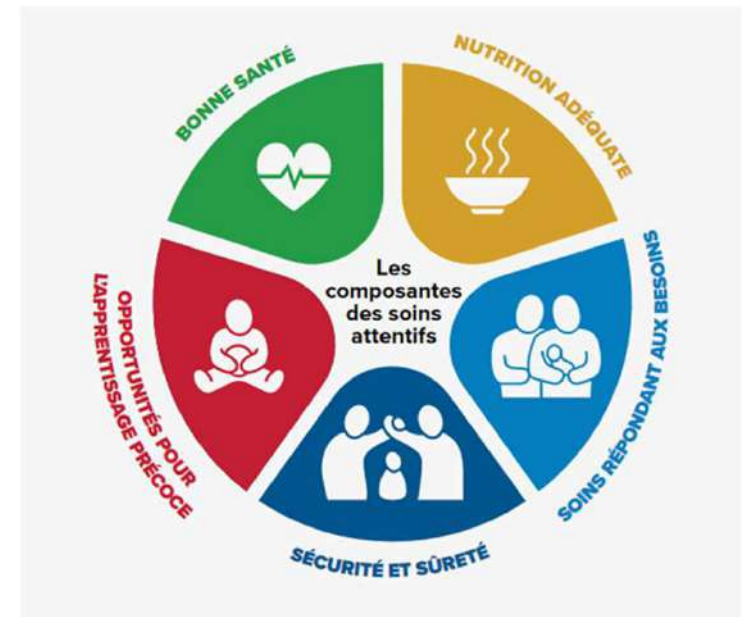 BONNE SANTÉ
NUTRITION ADÉQUATE
Les
composantes
des soins
attentifs
OPPORTUNITÉS POUR
L'APPRENTISSAGE PRÉCOCE
SOINS RÉPONDANT AUX BESOINS
SÉCURITÉ ET SÛRETÉ